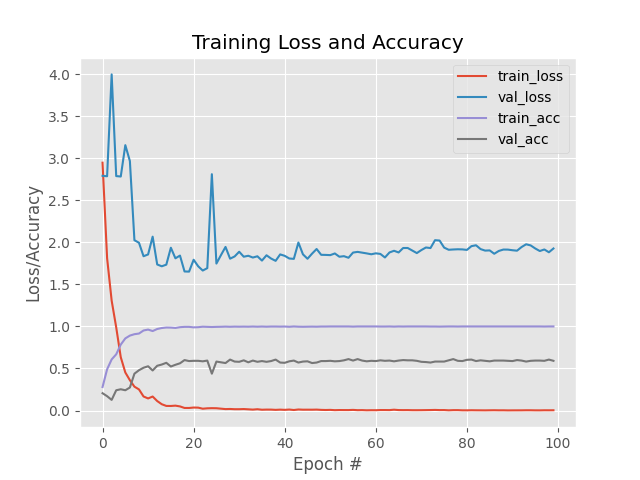 Training Loss and Accuracy
train_loss
val_loss
train_acc
val_acc
Loss/Accuracy
4.0
3.5
3.0
2.5
2.0
1.5
1.0
0.5
0.0
0 20 40 60 80 100
Epoch #